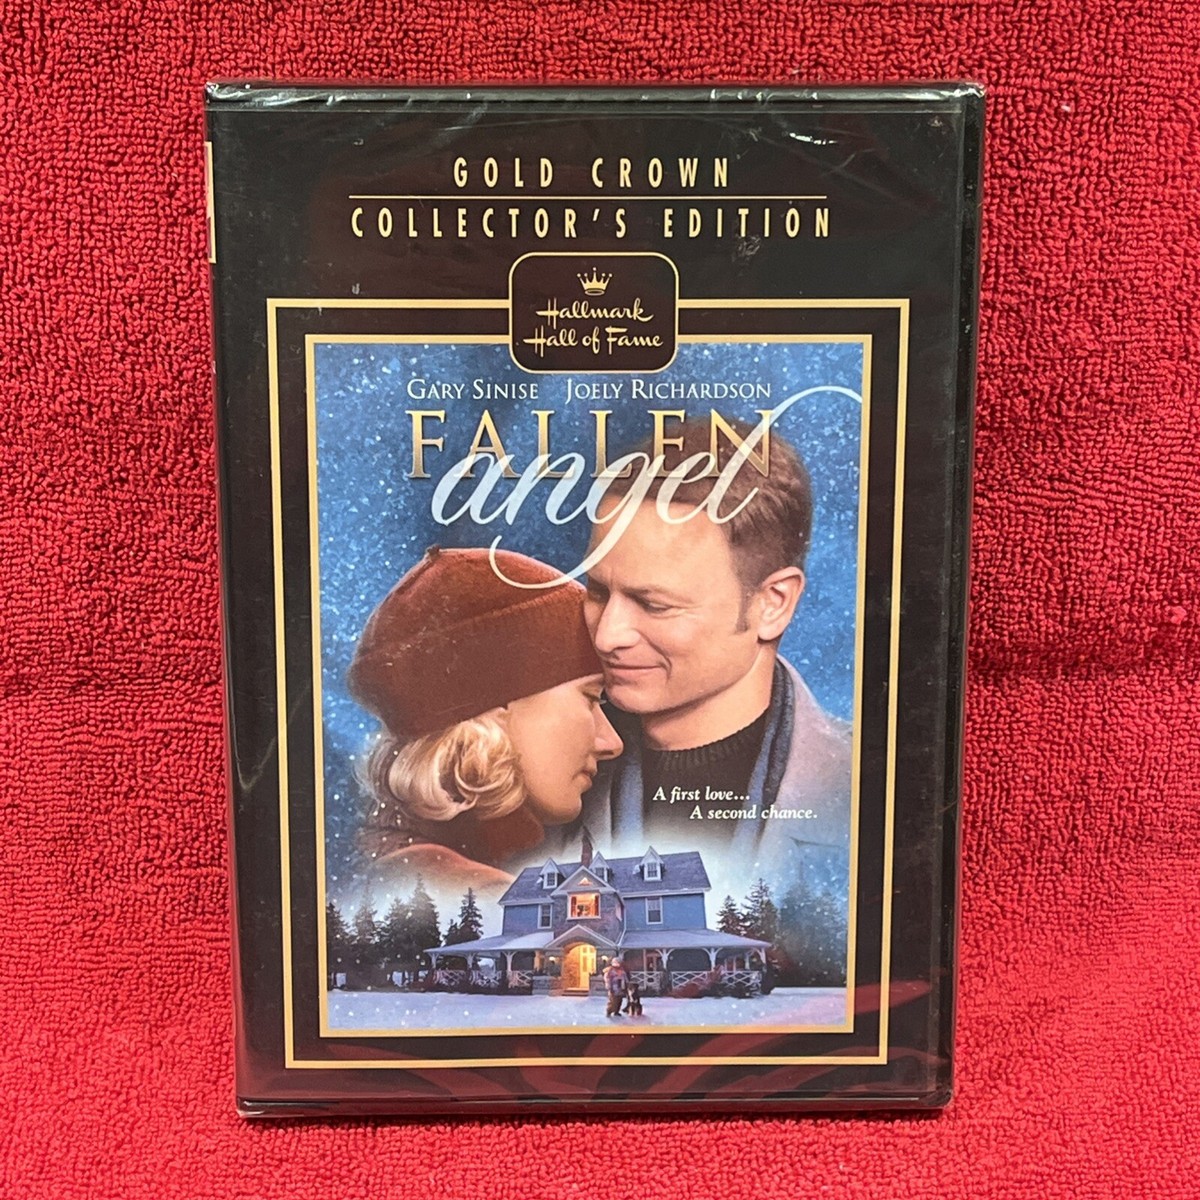 GOLD CROWN
COLLECTOR'S EDITION
Hallmark
Hall of Fame
GARY SINISE JOELY RICHARDSON
FALLEN
angel
A first love...
A second chance.